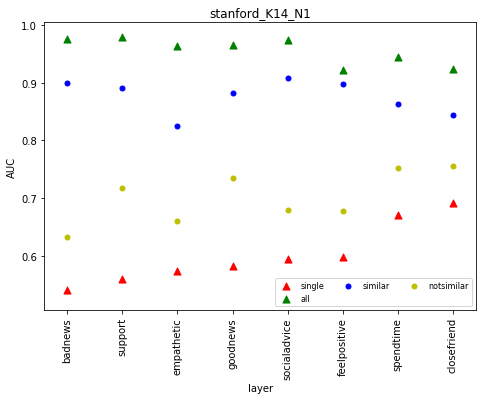 stanford_K14_N1
1.0
0.9
0.8
0.7
0.6
AUC
single
similar
notsimilar
all
badnews
support
empathetic
goodnews
socialadvice
feelpositive
spendtime
closefriend
layer